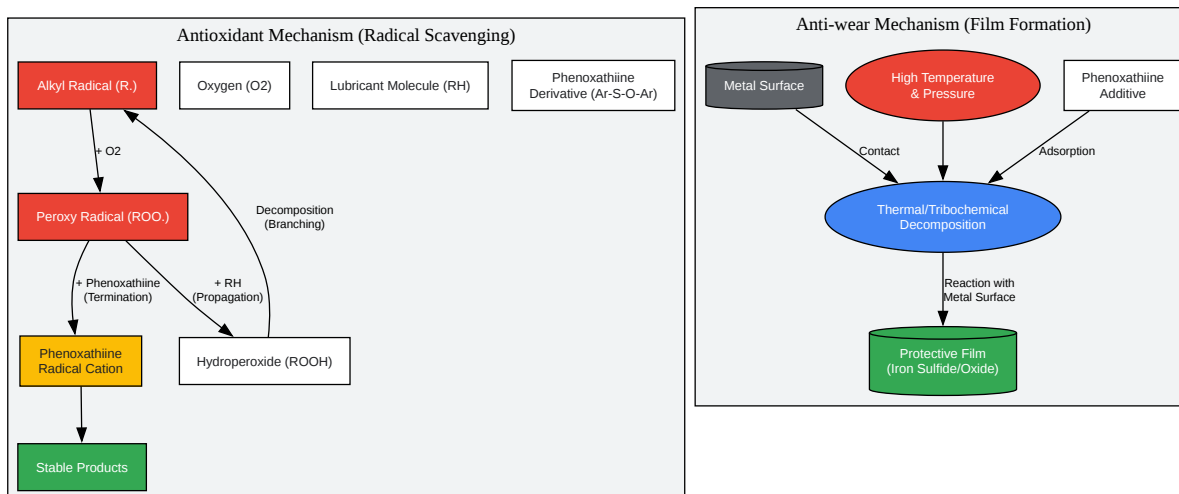 Antioxidant Mechanism (Radical Scavenging)
Alkyl Radical (R.)
Oxygen (O2)
Lubricant Molecule (RH)
Phenoxathiine
Derivative (Ar-S-O-Ar)
+ O2
Peroxy Radical (ROO.)
Decomposition
(Branching)
+ Phenoxathiine
(Termination)
+ RH
(Propagation)
Phenoxathiine
Radical Cation
Hydroperoxide (ROOH)
Stable Products
Anti-wear Mechanism (Film Formation)
Metal Surface
High Temperature
& Pressure
Phenoxathiine
Additive
Contact
Adsorption
Thermal/Tribochemical
Decomposition
Reaction with
Metal Surface
Protective Film
(Iron Sulfide/Oxide)